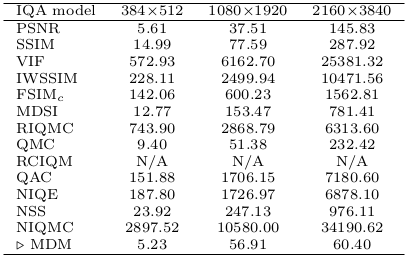 IQA model 384×512 1080×1920 2160×3840
PSNR 5.61 37.51 145.83
SSIM 14.99 77.59 287.92
VIF 572.93 6162.70 25381.32
IWSSIM 228.11 2499.94 10471.56
FSIMc 142.06 600.23 1562.81
MDSI 12.77 153.47 781.41
RIQMC 743.90 2868.79 6313.60
QMC 9.40 51.38 232.42
RCIQM N/A N/A N/A
QAC 151.88 1706.15 7180.60
NIQE 187.80 1726.97 6878.10
NSS 23.92 247.13 976.11
NIQMC 2897.52 10580.00 34190.62
▷ MDM 5.23 56.91 60.40